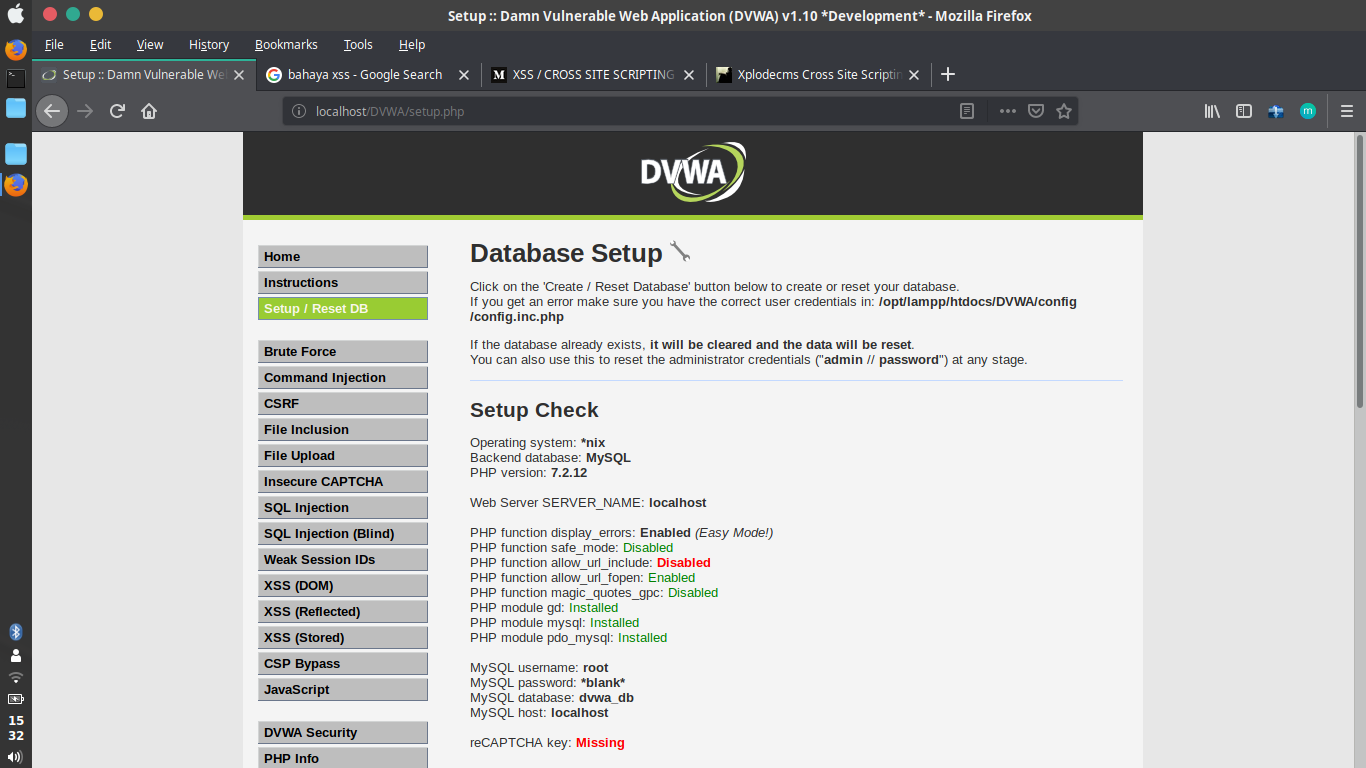 Setup :: Damn Vulnerable Web Application (DVWA) v1.10 *Development* - Mozilla Firefox
File Edit View History Bookmarks Tools Help
Setup :: Damn Vulnerable We
bahaya xss - Google Search
M XSS / CROSS SITE SCRIPTING
Xplodecms Cross Site Scriptin
localhost/DVWA/setup.php
m
DVWA
Home
Instructions
Setup / Reset DB
Brute Force
Command Injection
CSRF
File Inclusion
File Upload
Insecure CAPTCHA
SQL Injection
SQL Injection (Blind)
Weak Session IDs
XSS (DOM)
XSS (Reflected)
XSS (Stored)
CSP Bypass
JavaScript
DVWA Security
PHP Info
Database Setup
Click on the 'Create / Reset Database' button below to create or reset your database.
If you get an error make sure you have the correct user credentials in: /opt/lampp/htdocs/DVWA/config
/config.inc.php
If the database already exists, it will be cleared and the data will be reset.
You can also use this to reset the administrator credentials ("admin // password") at any stage.
Setup Check
Operating system: *nix
Backend database: MySQL
PHP version: 7.2.12
Web Server SERVER_NAME: localhost
PHP function display_errors: Enabled (Easy Mode!)
PHP function safe_mode: Disabled
PHP function allow_url_include: Disabled
PHP function allow_url_fopen: Enabled
PHP function magic_quotes_gpc: Disabled
PHP module gd: Installed
PHP module mysql: Installed
PHP module pdo_mysql: Installed
MySQL username: root
MySQL password: *blank*
MySQL database: dvwa_db
MySQL host: localhost
reCAPTCHA key: Missing
15
32